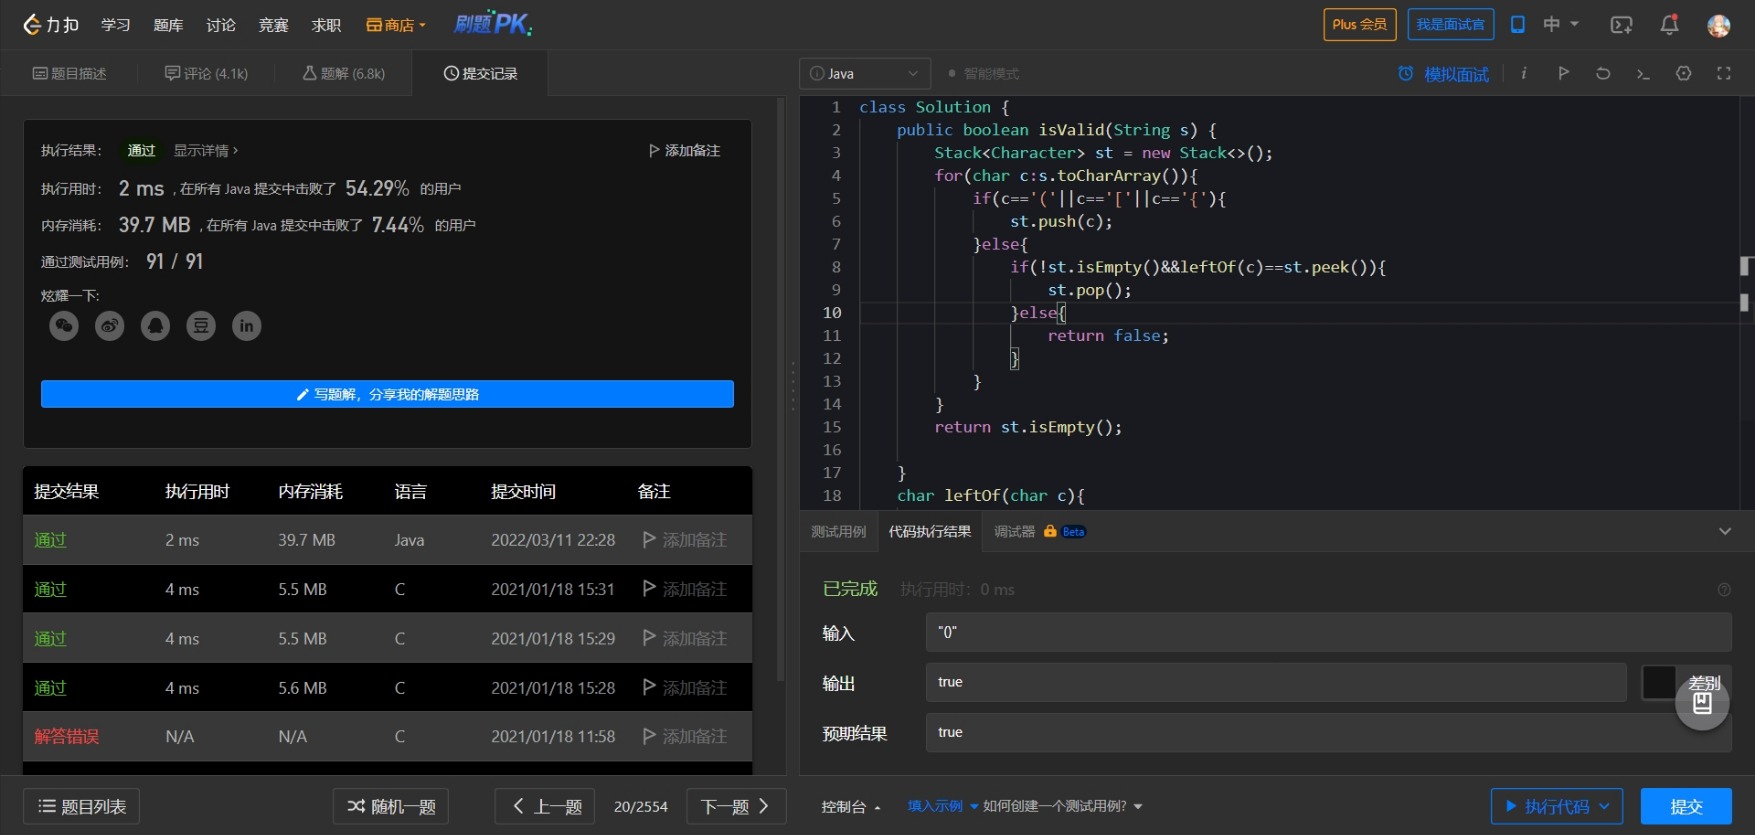 力扣 学习 题库 讨论 竞赛 求职 商店 刷题PK Plus 会员 我是面试官 中
题目描述 评论 (4.1k) 题解 (6.8k) 提交记录
执行结果： 通过 显示详情 › 添加备注
执行用时： 2 ms , 在所有 Java 提交中击败了 54.29% 的用户
内存消耗： 39.7 MB , 在所有 Java 提交中击败了 7.44% 的用户
通过测试用例： 91 / 91
炫耀一下:
豆 in
写题解，分享我的解题思路
提交结果 执行用时 内存消耗 语言 提交时间 备注
通过 2 ms 39.7 MB Java 2022/03/11 22:28 添加备注
通过 4 ms 5.5 MB C 2021/01/18 15:31 添加备注
通过 4 ms 5.5 MB C 2021/01/18 15:29 添加备注
通过 4 ms 5.6 MB C 2021/01/18 15:28 添加备注
解答错误 N/A N/A C 2021/01/18 11:58 添加备注
题目列表 随机一题 上一题 20/2554 下一题
Java 智能模式 模拟面试
1 class Solution {
2 public boolean isValid(String s) {
3 Stack<Character> st = new Stack<>();
4 for(char c:s.toCharArray()){
5 if(c=='('||c=='['||c=='{'){
6 st.push(c);
7 }else{
8 if(!st.isEmpty()&&leftOf(c)==st.peek()){
9 st.pop();
10 }else{
11 return false;
12 }
13 }
14 }
15 return st.isEmpty();
16
17 }
18 char leftOf(char c){
测试用例 代码执行结果 调试器 Beta
已完成 执行用时: 0 ms
输入 "()"
输出 true 差别
预期结果 true
控制台 填入示例 如何创建一个测试用例? 执行代码 提交